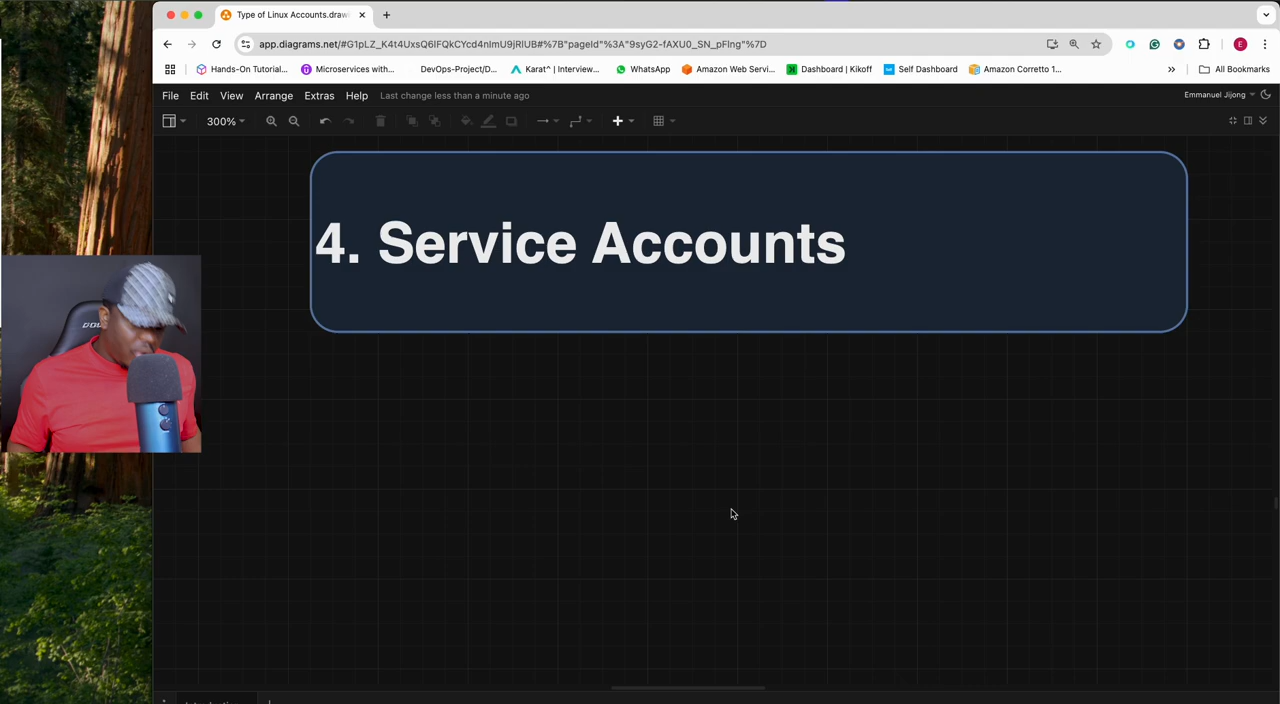 Type of Linux Accounts.draw
app.diagrams.net/#G1pLZ_K4t4UxsQ6IFQkCYcd4nImU9jRIUB#%7B"pageId"%3A"9syG2-fAXU0_SN_pFIng"%7D
E
Hands-On Tutorial...
Microservices with...
DevOps-Project/D...
Karat^ | Interview...
WhatsApp
Amazon Web Servi...
Dashboard | Kikoff
Self Dashboard
Amazon Corretto 1...
»
All Bookmarks
File Edit View Arrange Extras Help Last change less than a minute ago
Emmanuel Jijong
300%
4. Service Accounts